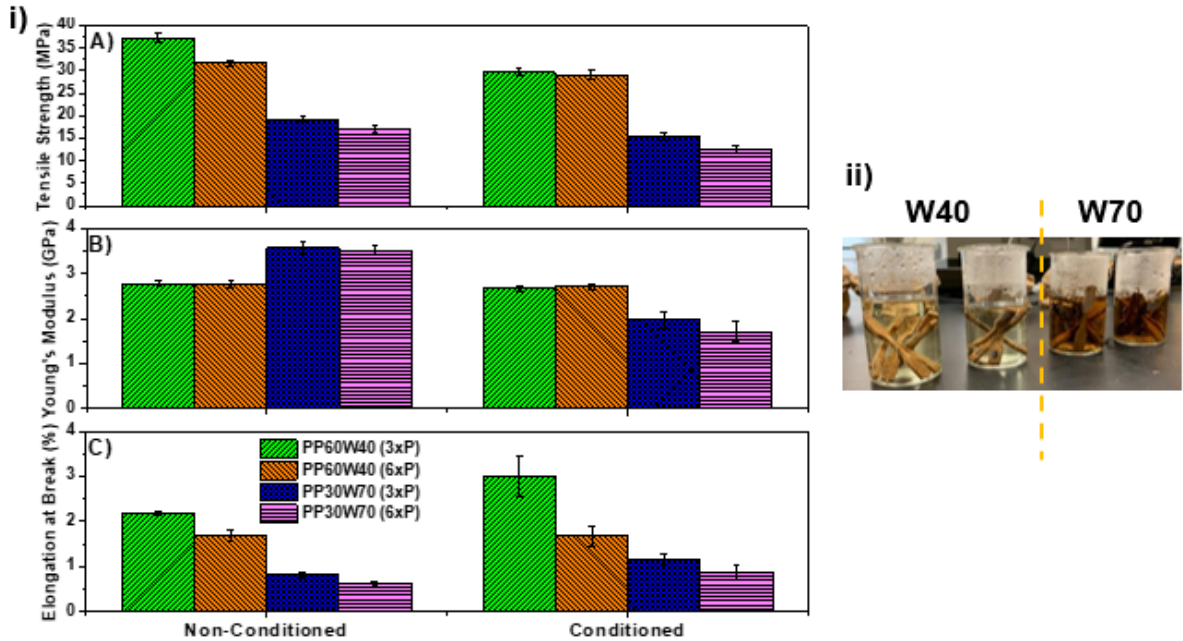 i)
A)
Tensile Strength (MPa)
40
35
30
25
20
15
10
5
0
B)
Young's Modulus (GPa)
4
3
2
1
0
C)
Elongation at Break (%)
4
3
2
1
0
PP60W40 (3xP)
PP60W40 (6xP)
PP30W70 (3xP)
PP30W70 (6xP)
Non-Conditioned
Conditioned
ii)
W40
W70